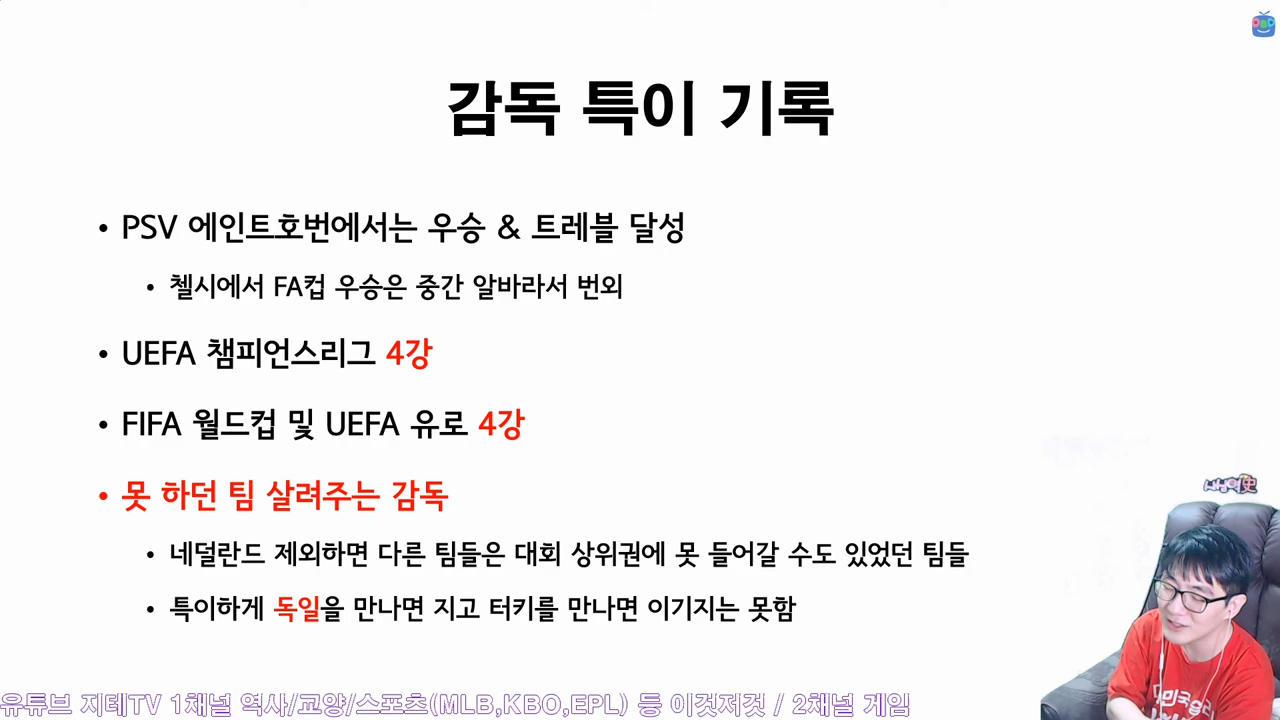 감독 특이 기록
• PSV 에인트호번에서는 우승 & 트레블 달성
• 첼시에서 FA컵 우승은 중간 알바라서 번외
• UEFA 챔피언스리그 4강
• FIFA 월드컵 및 UEFA 유로 4강
• 못 하던 팀 살려주는 감독
• 네덜란드 제외하면 다른 팀들은 대회 상위권에 못 들어갈 수도 있었던 팀들
• 특이하게 독일을 만나면 지고 터키를 만나면 이기지는 못함
유튜브 지테TV 1채널 역사/교양/스포츠(MLB,KBO,EPL) 등 이것저것 / 2채널 게임